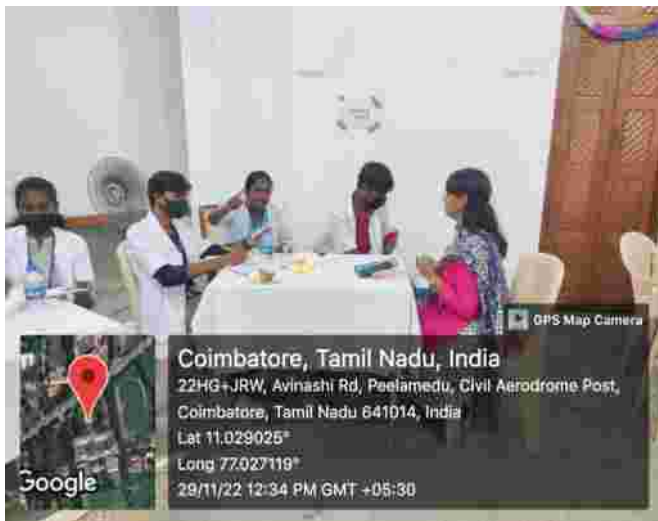 GPS Map Camera
Coimbatore, Tamil Nadu, India
22HG+JRW, Avinashi Rd, Peelamedu, Civil Aerodrome Post,
Coimbatore, Tamil Nadu 641014, India
Lat 11.029025°
Long 77.027119°
29/11/22 12:34 PM GMT +05:30
Google